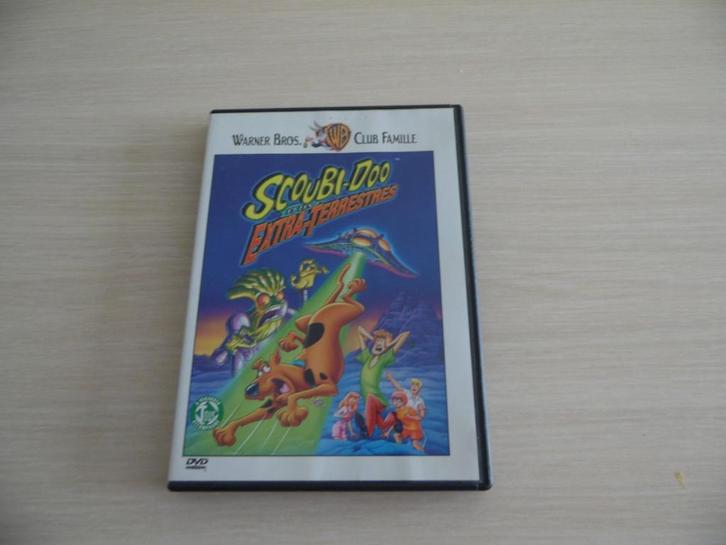 WARNER BROS. WB CLUB FAMILLE
SCOUBI-DOO
EXTRA-TERRESTRES
DVD